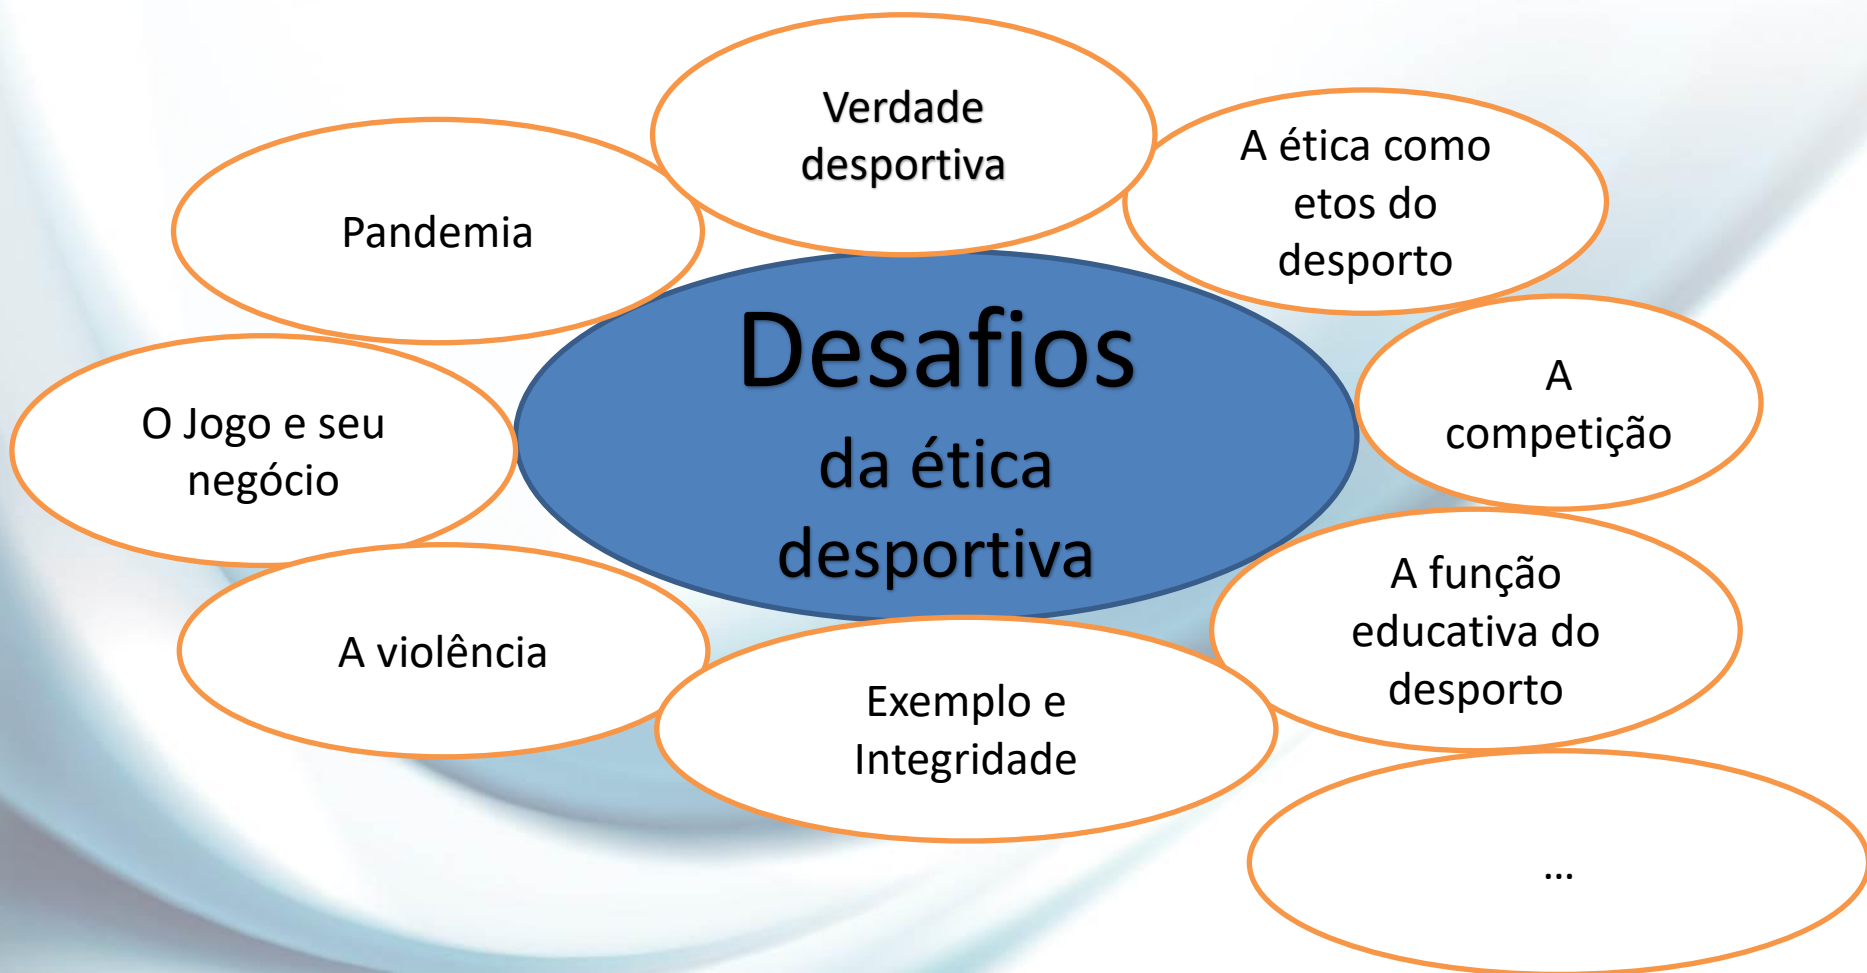 Verdade
desportiva
A ética como
etos do
desporto
Pandemia
Desafios
da ética
desportiva
A
competição
O Jogo e seu
negócio
A função
educativa do
desporto
A violência
Exemplo e
Integridade
...